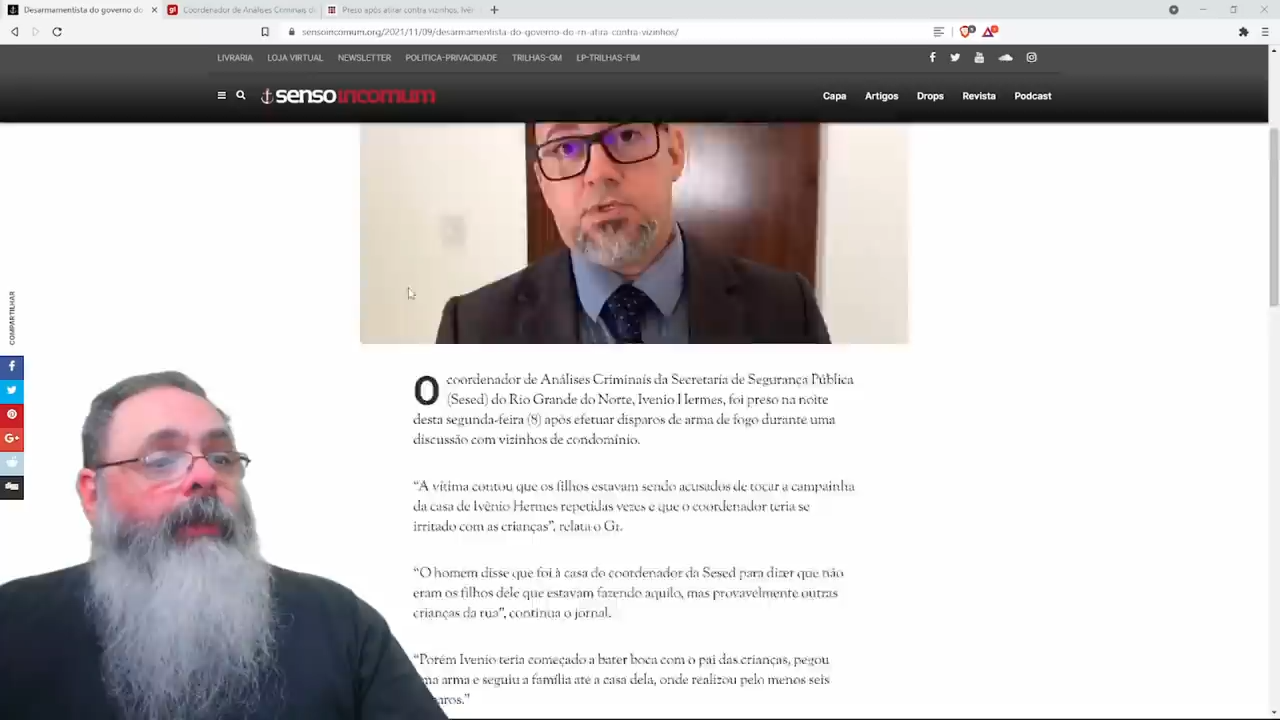 Desarmamentista do governo do
Coordenador de Análises Criminais d
Preso após atirar contra vizinhos, Ivê
sensoincomum.org/2021/11/09/desarmamentista-do-governo-do-rn-atira-contra-vizinhos/
LIVRARIA LOJA VIRTUAL NEWSLETTER POLITICA-PRIVACIDADE TRILHAS-GM LP-TRILHAS-FIM
sensoincomum
Capa Artigos Drops Revista Podcast
COMPARTILHAR
O coordenador de Análises Criminais da Secretaria de Segurança Pública
(Sesed) do Rio Grande do Norte, Ivenio Hermes, foi preso na noite
desta segunda-feira (8) após efetuar disparos de arma de fogo durante uma
discussão com vizinhos de condomínio.
“A vítima contou que os filhos estavam sendo acusados de tocar a campainha
da casa de Ivênio Hermes repetidas vezes e que o coordenador teria se
irritado com as crianças”, relata o G1.
“O homem disse que foi à casa do coordenador da Sesed para dizer que não
eram os filhos dele que estavam fazendo aquilo, mas provavelmente outras
crianças da rua”, continua o jornal.
“Porém Ivenio teria começado a bater boca com o pai das crianças, pegou
ma arma e seguiu a família até a casa dela, onde realizou pelo menos seis
aros.”